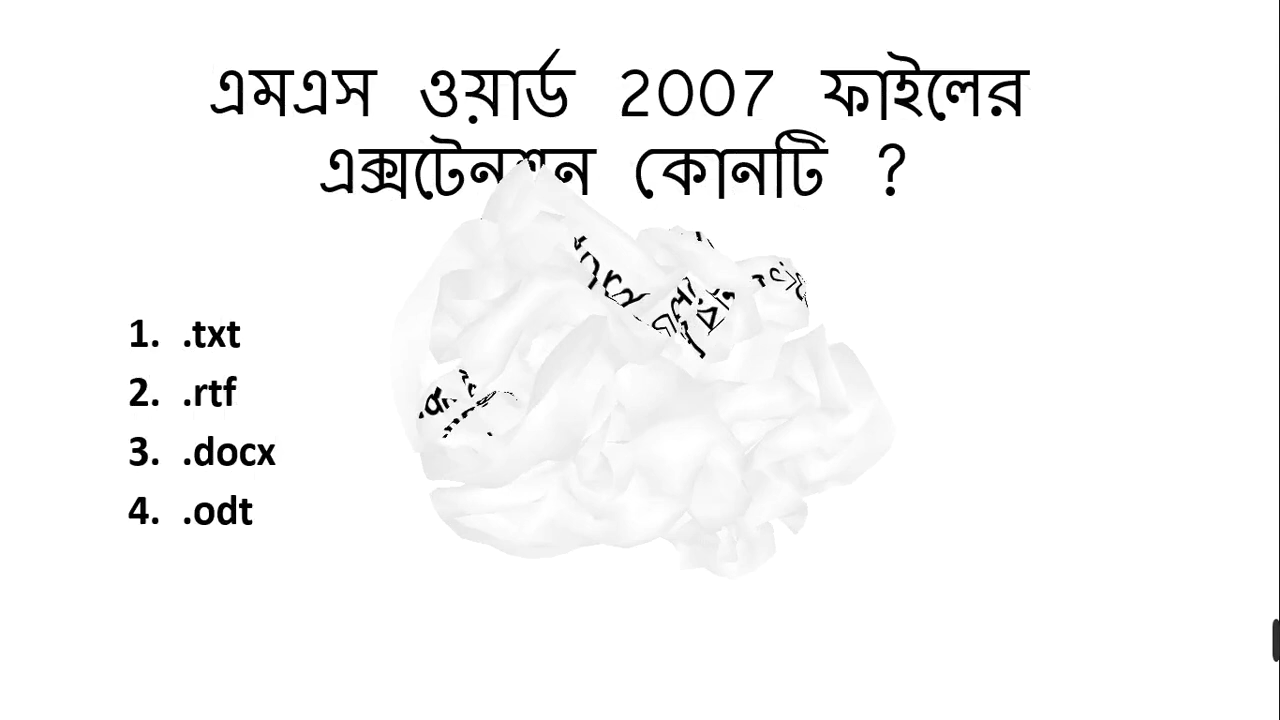 এমএস ওয়ার্ড 2007 ফাইলের
এক্সটেনশন কোনটি ?
1. .txt
2. .rtf
3. .docx
4. .odt